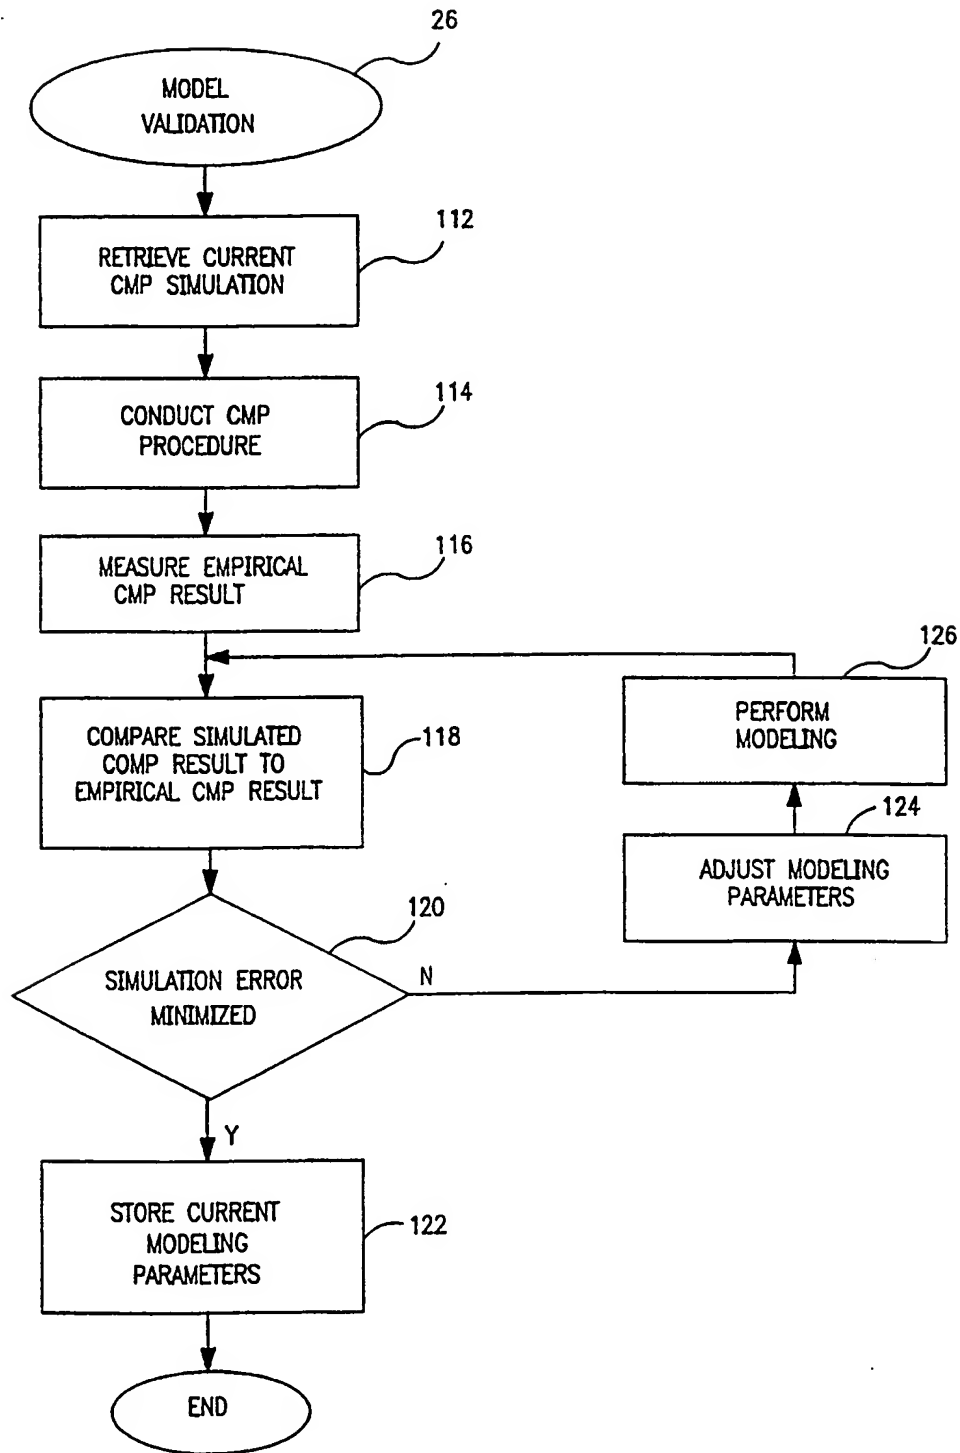 26
MODEL
VALIDATION
112
RETRIEVE CURRENT
CMP SIMULATION
114
CONDUCT CMP
PROCEDURE
116
MEASURE EMPIRICAL
CMP RESULT
126
PERFORM
MODELING
118
COMPARE SIMULATED
COMP RESULT TO
EMPIRICAL CMP RESULT
124
ADJUST MODELING
PARAMETERS
120
SIMULATION ERROR
MINIMIZED
N
Y
122
STORE CURRENT
MODELING
PARAMETERS
END